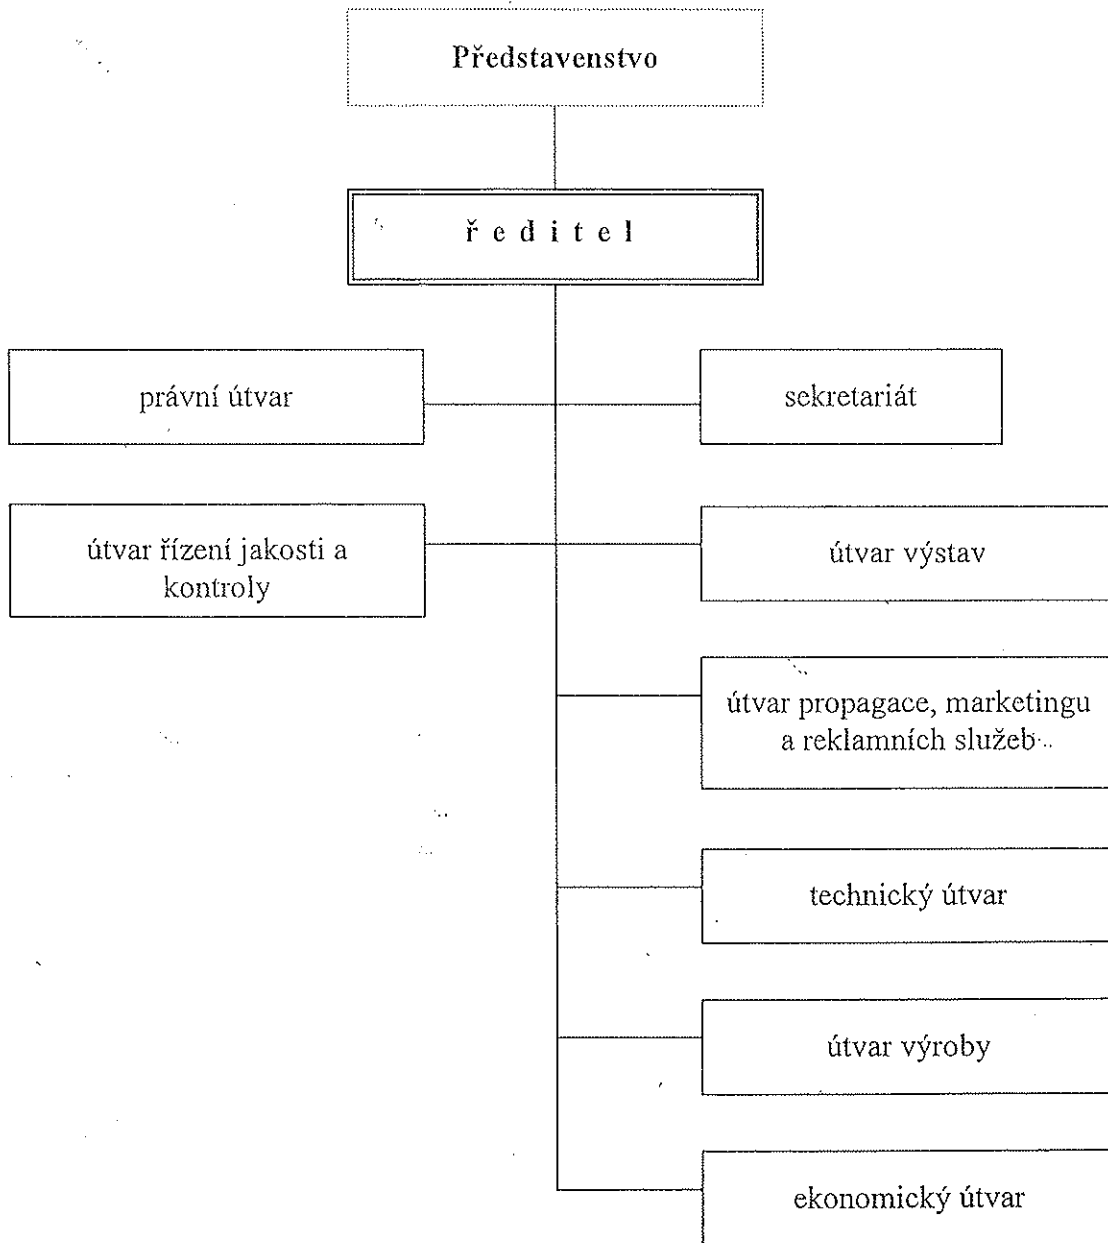 Představenstvo
ředitel
právní útvar
sekretariát
útvar řízení jakosti a
kontroly
útvar výstav
útvar propagace, marketingu
a reklamních služeb
technický útvar
útvar výroby
ekonomický útvar